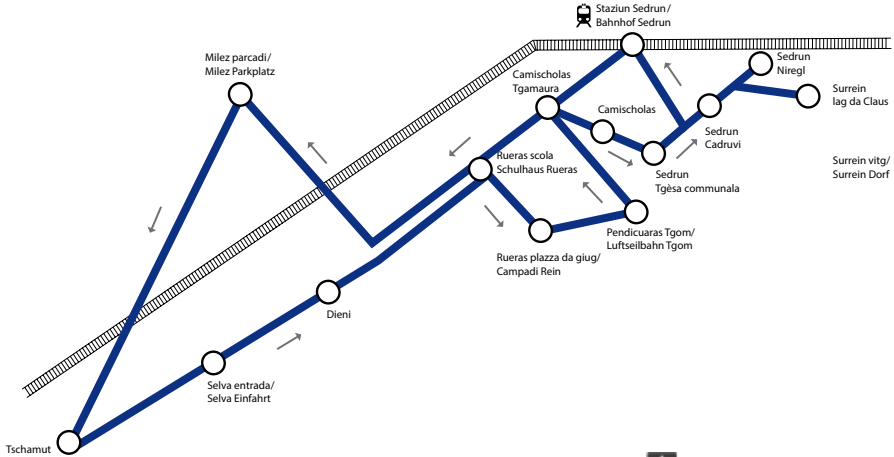 Staziun Sedrun/
Bahnhof Sedrun
Milez parcadi/
Milez Parkplatz
Sedrun
Niregl
Camischolas
Tgamaura
Surrein
lag da Claus
Camischolas
Sedrun
Cadruvi
Rueras scola
Schulhaus Rueras
Surrein vitg/
Surrein Dorf
Sedrun
Tgèsa communala
Pendicuaras Tgom/
Luftseilbahn Tgom
Rueras plazza da giug/
Campadi Rein
Dieni
Selva entrada/
Selva Einfahrt
Tschamut